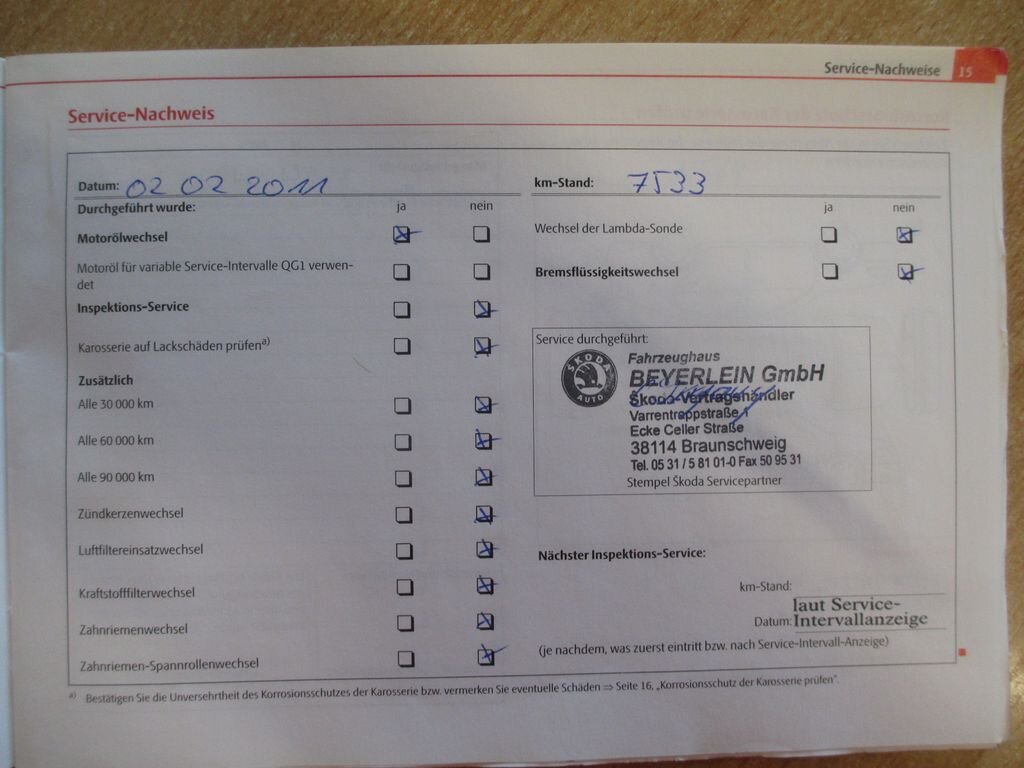 Service-Nachweise 15
Service-Nachweis
Datum: 02 02 2011
Durchgeführt wurde: ja nein
Motorölwechsel
Motoröl für variable Service-Intervalle QG1 verwen-
det
Inspektions-Service
Karosserie auf Lackschäden prüfen a)
Zusätzlich
Alle 30 000 km
Alle 60 000 km
Alle 90 000 km
Zündkerzenwechsel
Luftfiltereinsatzwechsel
Kraftstofffilterwechsel
Zahnriemenwechsel
Zahnriemen-Spannrollenwechsel
km-Stand: 7533
ja nein
Wechsel der Lambda-Sonde
Bremsflüssigkeitswechsel
Service durchgeführt:
ŠKODA
AUTO
Fahrzeughaus
BEYERLEIN GmbH
Škoda-Vertragshändler
Varrentrappstraße 1
Ecke Celler Straße
38114 Braunschweig
Tel. 05 31 / 5 81 01-0 Fax 50 95 31
Stempel Škoda Servicepartner
Nächster Inspektions-Service:
km-Stand:
laut Service-
Datum: Intervallanzeige
(je nachdem, was zuerst eintritt bzw. nach Service-Intervall-Anzeige)
a) Bestätigen Sie die Unversehrtheit des Korrosionsschutzes der Karosserie bzw. vermerken Sie eventuelle Schäden ⇒ Seite 16, „Korrosionsschutz der Karosserie prüfen".